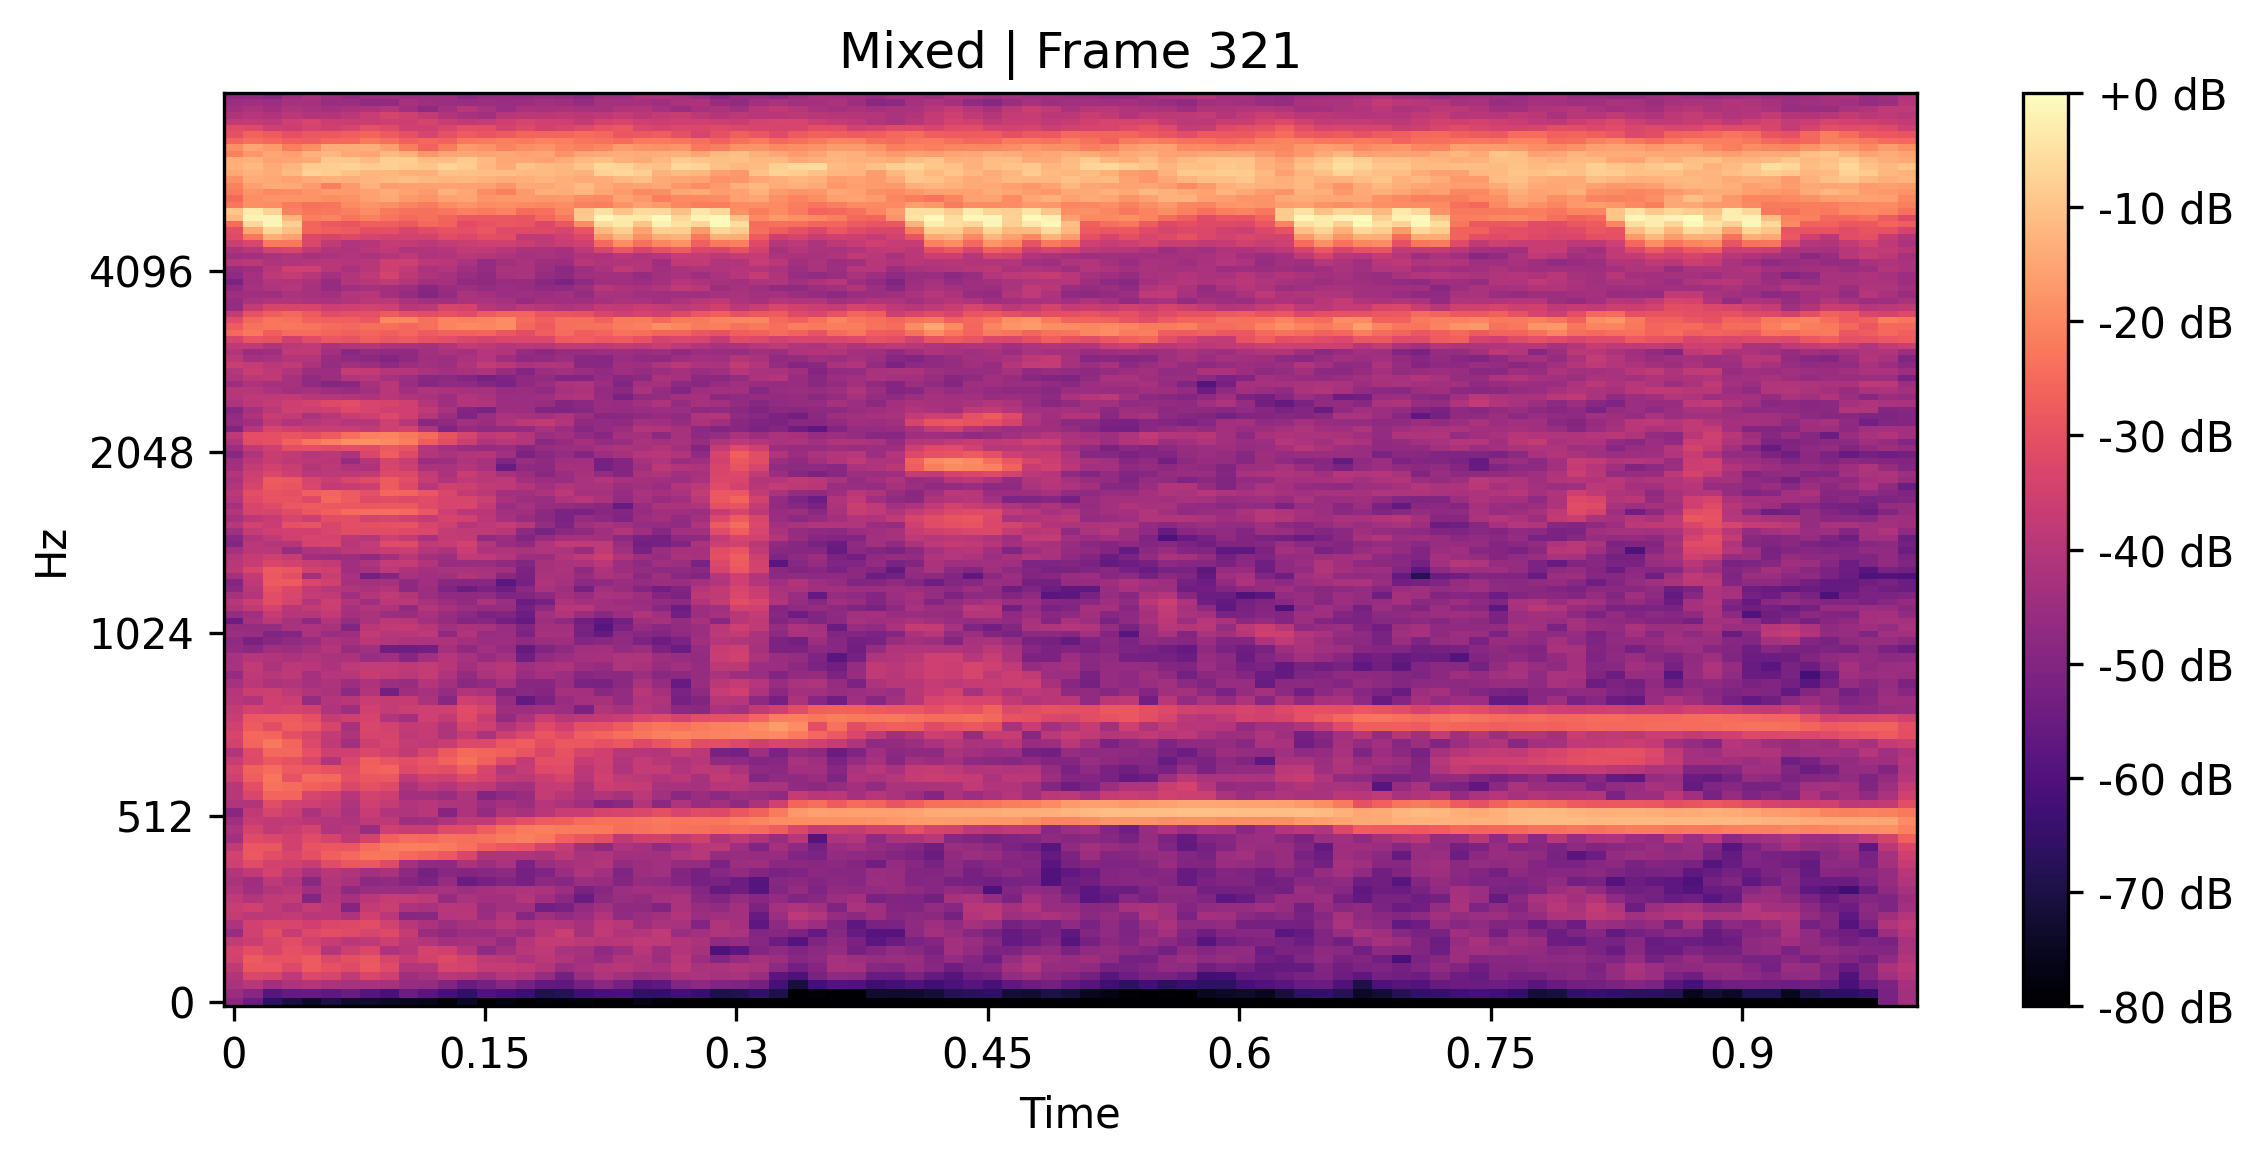 Mixed | Frame 321
Hz
4096
2048
1024
512
0
0 0.15 0.3 0.45 0.6 0.75 0.9
Time
+0 dB
-10 dB
-20 dB
-30 dB
-40 dB
-50 dB
-60 dB
-70 dB
-80 dB